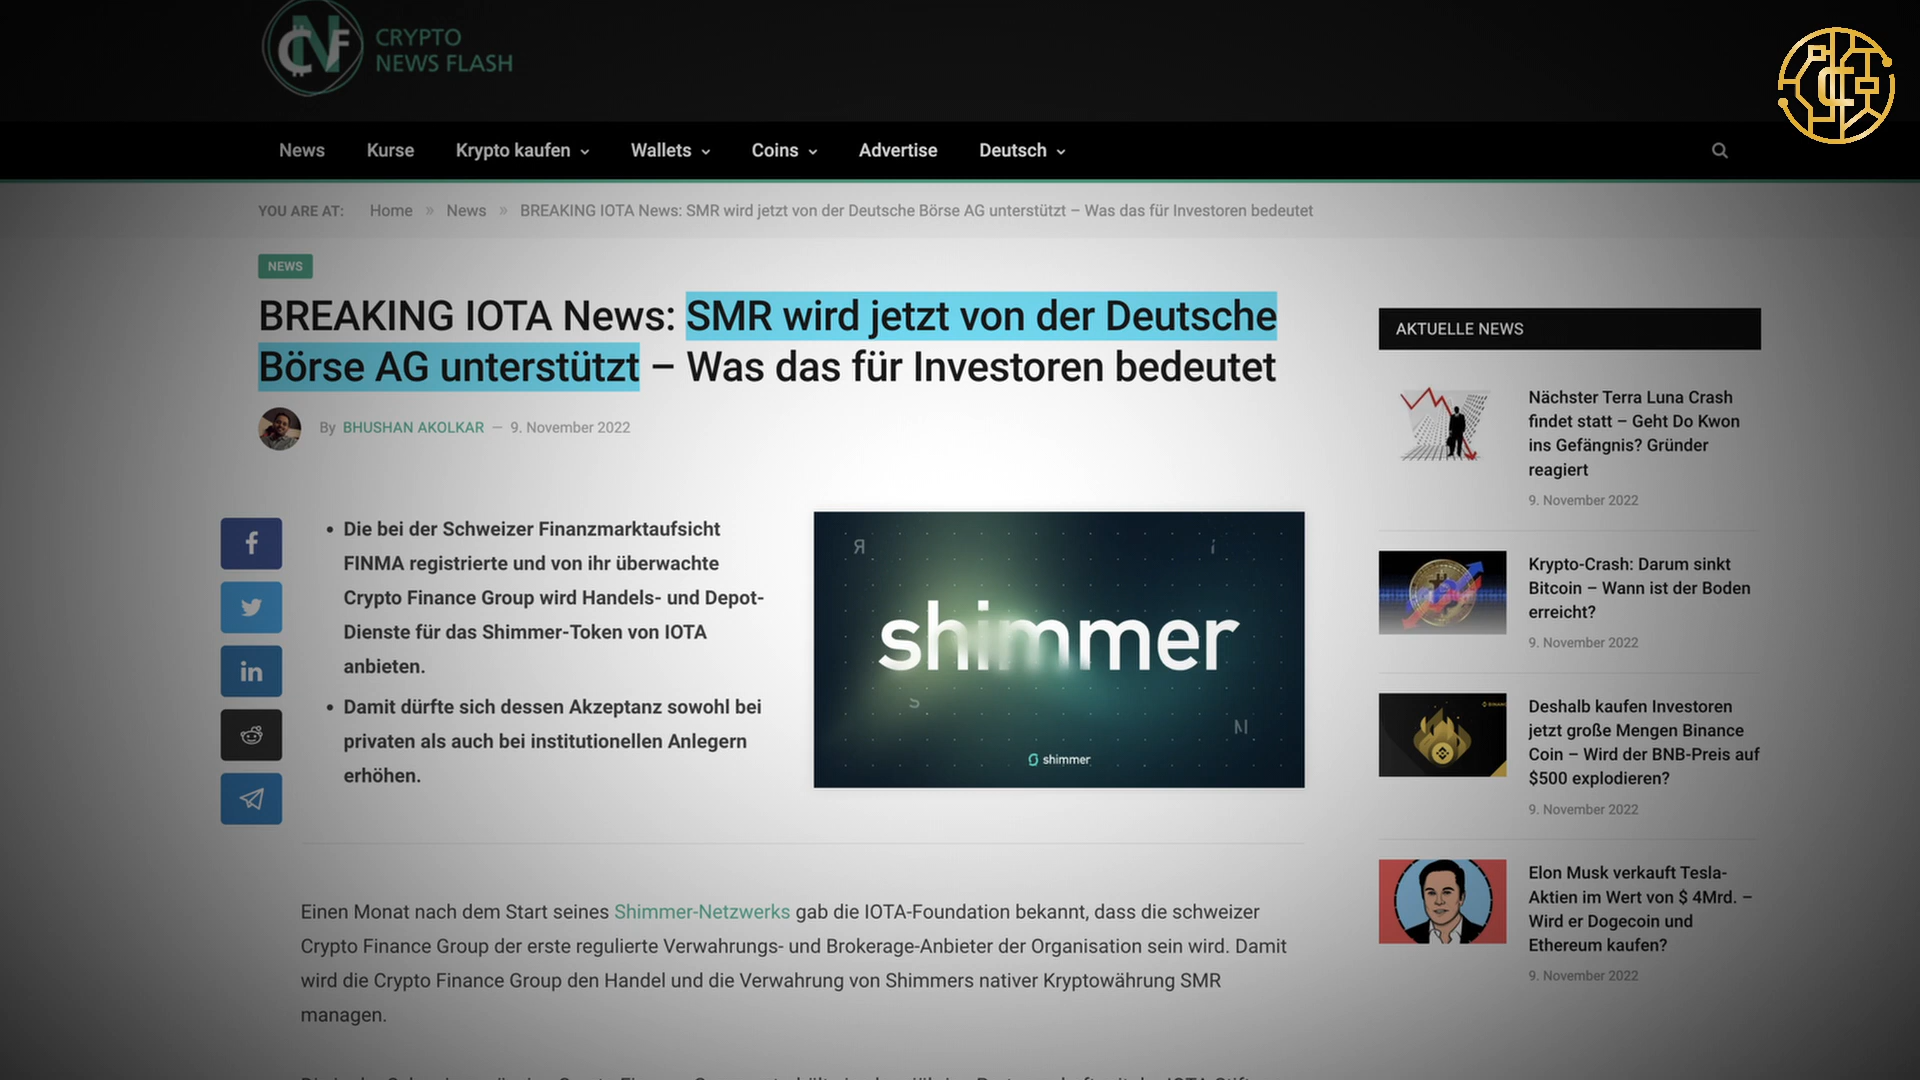 CRYPTO
NEWS FLASH
News
Kurse
Krypto kaufen
Wallets
Coins
Advertise
Deutsch
YOU ARE AT: Home » News » BREAKING IOTA News: SMR wird jetzt von der Deutsche Börse AG unterstützt – Was das für Investoren bedeutet
NEWS
BREAKING IOTA News: SMR wird jetzt von der Deutsche
Börse AG unterstützt – Was das für Investoren bedeutet
By BHUSHAN AKOLKAR — 9. November 2022
• Die bei der Schweizer Finanzmarktaufsicht
FINMA registrierte und von ihr überwachte
Crypto Finance Group wird Handels- und Depot-
Dienste für das Shimmer-Token von IOTA
anbieten.
• Damit dürfte sich dessen Akzeptanz sowohl bei
privaten als auch bei institutionellen Anlegern
erhöhen.
shimmer
shimmer
Einen Monat nach dem Start seines Shimmer-Netzwerks gab die IOTA-Foundation bekannt, dass die schweizer
Crypto Finance Group der erste regulierte Verwahrungs- und Brokerage-Anbieter der Organisation sein wird. Damit
wird die Crypto Finance Group den Handel und die Verwahrung von Shimmers nativer Kryptowährung SMR
managen.
AKTUELLE NEWS
Nächster Terra Luna Crash
findet statt – Geht Do Kwon
ins Gefängnis? Gründer
reagiert
9. November 2022
Krypto-Crash: Darum sinkt
Bitcoin – Wann ist der Boden
erreicht?
9. November 2022
Deshalb kaufen Investoren
jetzt große Mengen Binance
Coin – Wird der BNB-Preis auf
$500 explodieren?
9. November 2022
Elon Musk verkauft Tesla-
Aktien im Wert von $ 4Mrd. –
Wird er Dogecoin und
Ethereum kaufen?
9. November 2022